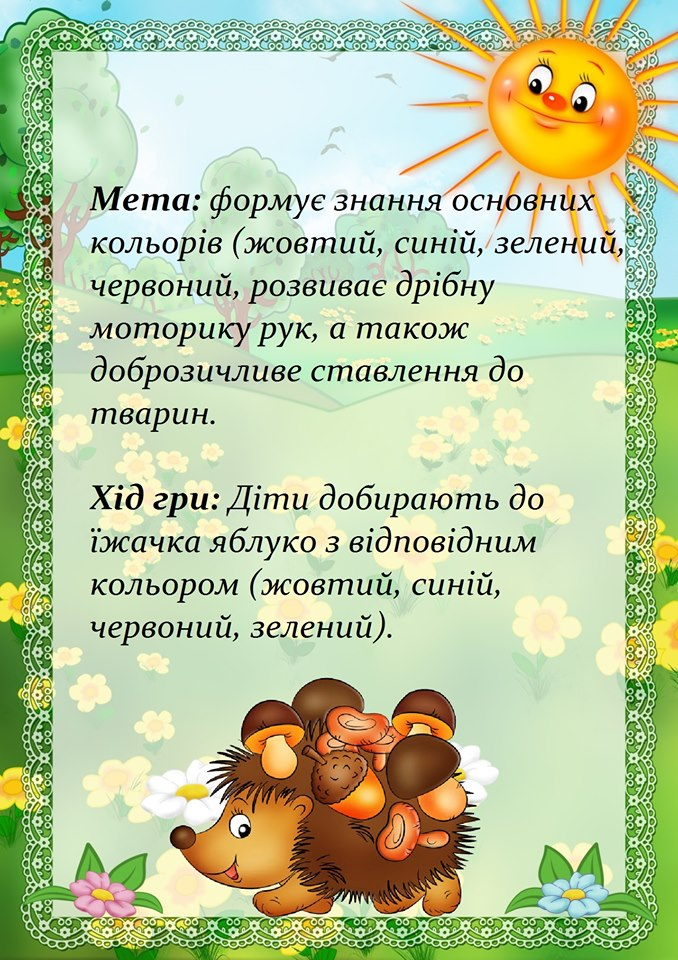 Мета: формує знання основних
кольорів (жовтий, синій, зелений,
червоний, розвиває дрібну
моторику рук, а також
доброзичливе ставлення до
тварин.
Хід гри: Діти добирають до
їжачка яблуко з відповідним
кольором (жовтий, синій,
червоний, зелений).